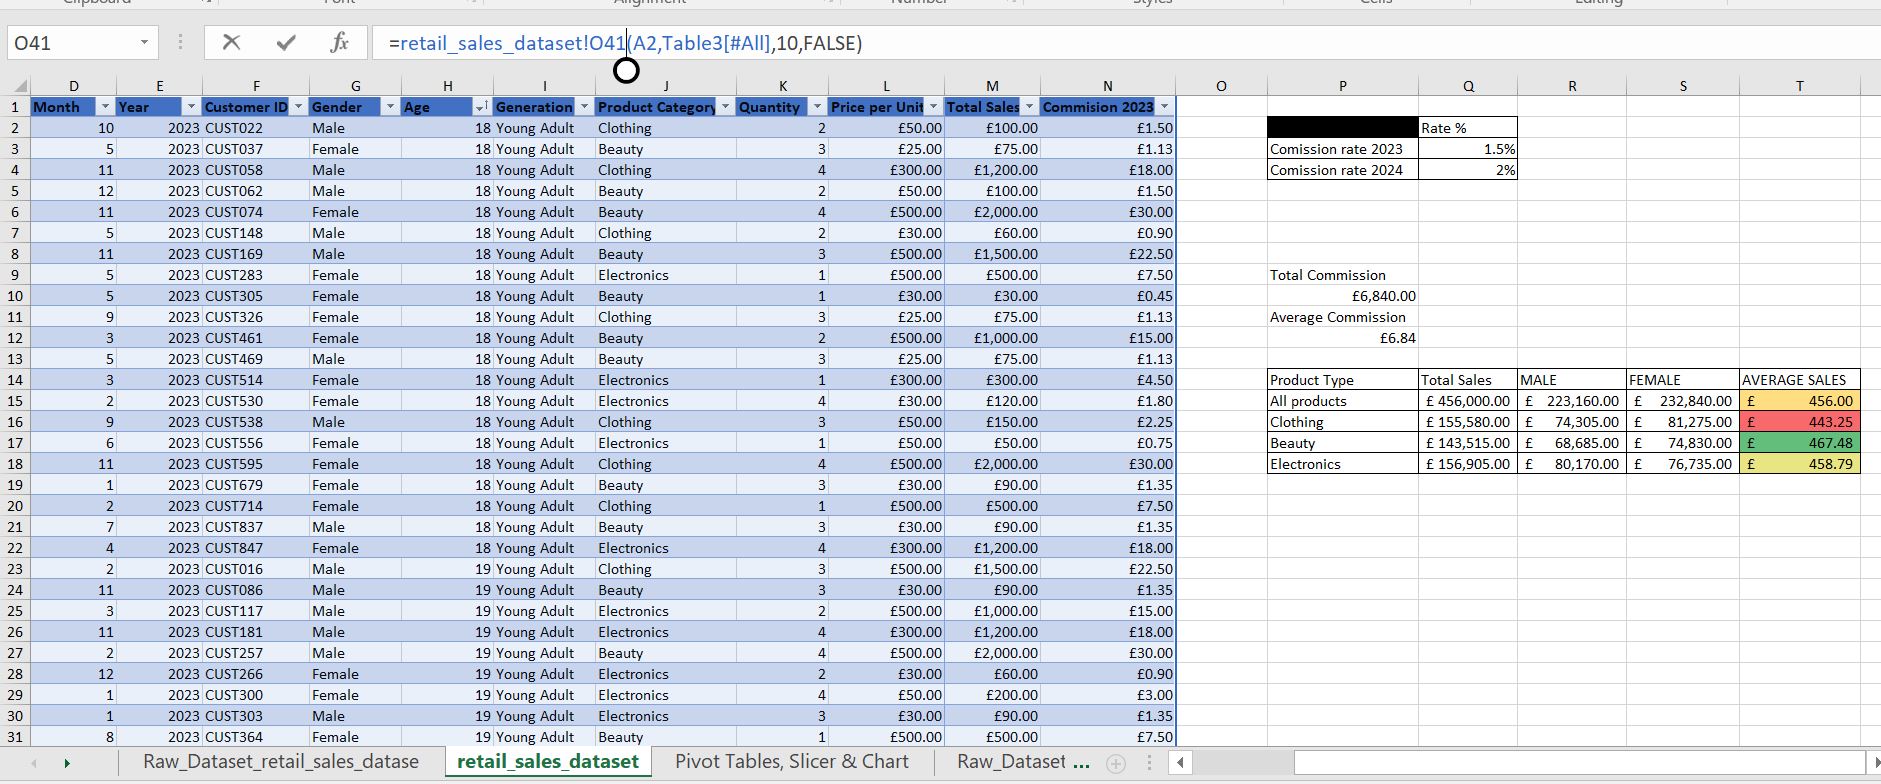 Clipboard Font Alignment Number Styles Cells Editing
O41 fx =retail_sales_dataset!O41(A2,Table3[#All],10,FALSE)
D E F G H I J K L M N O P Q R S T
1 Month Year Customer ID Gender Age Generation Product Category Quantity Price per Unit Total Sales Commision 2023
2 10 2023 CUST022 Male 18 Young Adult Clothing 2 £50.00 £100.00 £1.50 Rate %
3 5 2023 CUST037 Female 18 Young Adult Beauty 3 £25.00 £75.00 £1.13 Comission rate 2023 1.5%
4 11 2023 CUST058 Male 18 Young Adult Clothing 4 £300.00 £1,200.00 £18.00 Comission rate 2024 2%
5 12 2023 CUST062 Male 18 Young Adult Beauty 2 £50.00 £100.00 £1.50
6 11 2023 CUST074 Female 18 Young Adult Beauty 4 £500.00 £2,000.00 £30.00
7 5 2023 CUST148 Male 18 Young Adult Clothing 2 £30.00 £60.00 £0.90
8 11 2023 CUST169 Male 18 Young Adult Beauty 3 £500.00 £1,500.00 £22.50
9 5 2023 CUST283 Female 18 Young Adult Electronics 1 £500.00 £500.00 £7.50 Total Commission
10 5 2023 CUST305 Female 18 Young Adult Beauty 1 £30.00 £30.00 £0.45 £6,840.00
11 9 2023 CUST326 Female 18 Young Adult Clothing 3 £25.00 £75.00 £1.13 Average Commission
12 3 2023 CUST461 Female 18 Young Adult Beauty 2 £500.00 £1,000.00 £15.00 £6.84
13 5 2023 CUST469 Male 18 Young Adult Beauty 3 £25.00 £75.00 £1.13
14 3 2023 CUST514 Female 18 Young Adult Electronics 1 £300.00 £300.00 £4.50 Product Type Total Sales MALE FEMALE AVERAGE SALES
15 2 2023 CUST530 Female 18 Young Adult Electronics 4 £30.00 £120.00 £1.80 All products £ 456,000.00 £ 223,160.00 £ 232,840.00 £ 456.00
16 9 2023 CUST538 Male 18 Young Adult Clothing 3 £50.00 £150.00 £2.25 Clothing £ 155,580.00 £ 74,305.00 £ 81,275.00 £ 443.25
17 6 2023 CUST556 Female 18 Young Adult Electronics 1 £50.00 £50.00 £0.75 Beauty £ 143,515.00 £ 68,685.00 £ 74,830.00 £ 467.48
18 11 2023 CUST595 Female 18 Young Adult Clothing 4 £500.00 £2,000.00 £30.00 Electronics £ 156,905.00 £ 80,170.00 £ 76,735.00 £ 458.79
19 1 2023 CUST679 Female 18 Young Adult Beauty 3 £30.00 £90.00 £1.35
20 2 2023 CUST714 Female 18 Young Adult Clothing 1 £500.00 £500.00 £7.50
21 7 2023 CUST837 Male 18 Young Adult Beauty 3 £30.00 £90.00 £1.35
22 4 2023 CUST847 Female 18 Young Adult Electronics 4 £300.00 £1,200.00 £18.00
23 2 2023 CUST016 Male 19 Young Adult Clothing 3 £500.00 £1,500.00 £22.50
24 11 2023 CUST086 Male 19 Young Adult Beauty 3 £30.00 £90.00 £1.35
25 3 2023 CUST117 Male 19 Young Adult Electronics 2 £500.00 £1,000.00 £15.00
26 11 2023 CUST181 Male 19 Young Adult Electronics 4 £300.00 £1,200.00 £18.00
27 2 2023 CUST257 Male 19 Young Adult Beauty 4 £500.00 £2,000.00 £30.00
28 12 2023 CUST266 Female 19 Young Adult Electronics 2 £30.00 £60.00 £0.90
29 1 2023 CUST300 Female 19 Young Adult Electronics 4 £50.00 £200.00 £3.00
30 1 2023 CUST303 Male 19 Young Adult Electronics 3 £30.00 £90.00 £1.35
31 8 2023 CUST364 Female 19 Young Adult Beauty 1 £500.00 £500.00 £7.50
Raw_Dataset_retail_sales_datase retail_sales_dataset Pivot Tables, Slicer & Chart Raw_Dataset ...